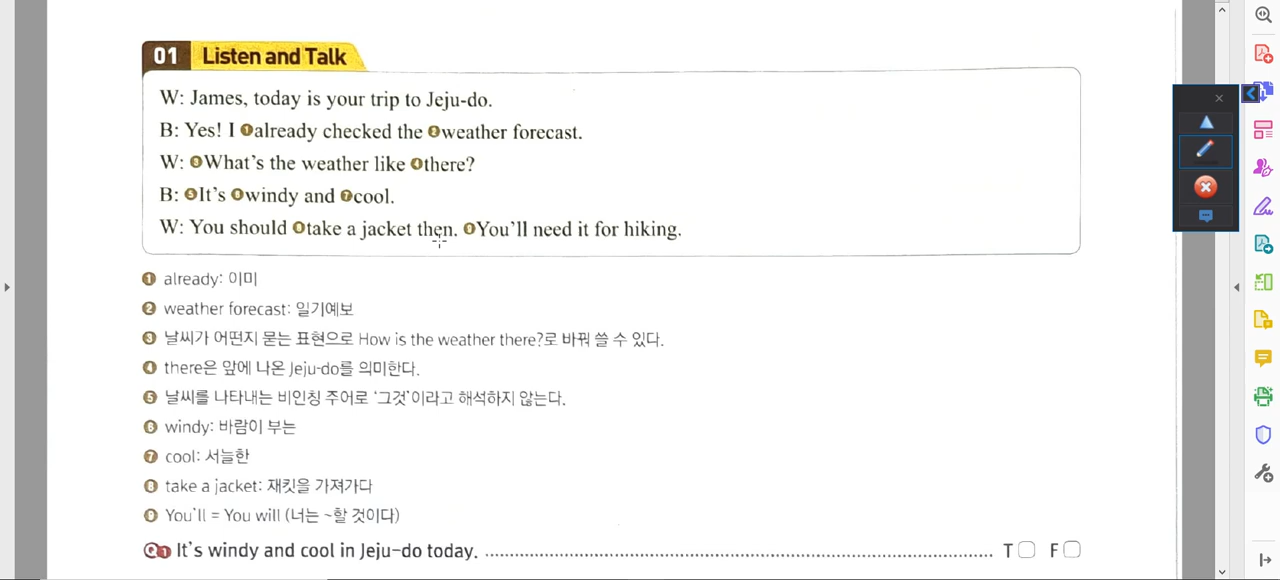 01 Listen and Talk
W: James, today is your trip to Jeju-do.
B: Yes! I ❶already checked the ❷weather forecast.
W: ❸What's the weather like ❹there?
B: ❺It's ❻windy and ❼cool.
W: You should ❽take a jacket then. ❾You'll need it for hiking.
❶ already: 이미
❷ weather forecast: 일기예보
❸ 날씨가 어떤지 묻는 표현으로 How is the weather there?로 바꿔 쓸 수 있다.
❹ there은 앞에 나온 Jeju-do를 의미한다.
❺ 날씨를 나타내는 비인칭 주어로 '그것'이라고 해석하지 않는다.
❻ windy: 바람이 부는
❼ cool: 서늘한
❽ take a jacket: 재킷을 가져가다
❾ You'll = You will (너는 ~할 것이다)
Q1 It's windy and cool in Jeju-do today. T F